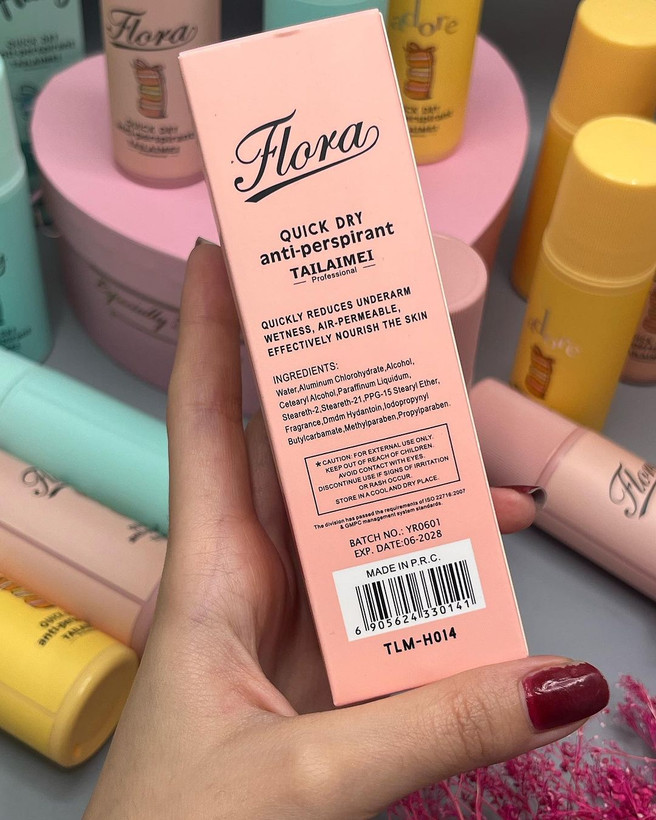 Flora
QUICK DRY
anti-perspirant
TAILAIMEI
Professional
QUICKLY REDUCES UNDERARM
WETNESS, AIR-PERMEABLE,
EFFECTIVELY NOURISH THE SKIN
INGREDIENTS:
Water,Aluminum Chlorohydrate,Alcohol,
Cetearyl Alcohol,Paraffinum Liquidum,
Steareth-2,Steareth-21,PPG-15 Stearyl Ether,
Fragrance,Dmdm Hydantoin,Iodopropynyl
Butylcarbamate,Methylparaben,Propylparaben.
★CAUTION: FOR EXTERNAL USE ONLY.
KEEP OUT OF REACH OF CHILDREN.
AVOID CONTACT WITH EYES.
DISCONTINUE USE IF SIGNS OF IRRITATION
OR RASH OCCUR.
STORE IN A COOL AND DRY PLACE.
The division has passed the requirements of ISO 22716:2007
& GMPC management system standards.
BATCH NO.: YR0601
EXP. DATE:06-2028
MADE IN P.R.C.
6 905624 330141
TLM-H014
Flora
QUICK DRY
anti-perspirant
TAILAIMEI
Especially